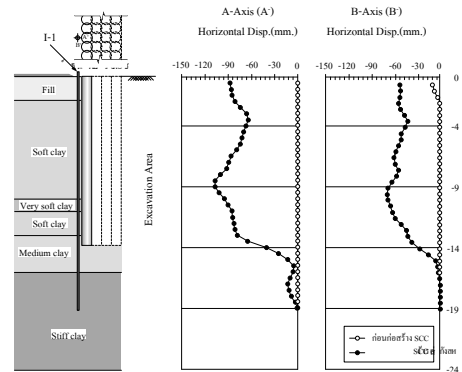 A-Axis (A-)
B-Axis (B-)
I-1
A-
B-
Horizontal Disp.(mm.)
Horizontal Disp.(mm.)
-150 -120 -90 -60 -30 0
-120 -90 -60 -30 0
0
Fill
-4
Soft clay
Excavation Area
-9
Very soft clay
Soft clay
-14
Medium clay
-19
Stiff clay
ก่อนก่อสร้าง SCC
-24